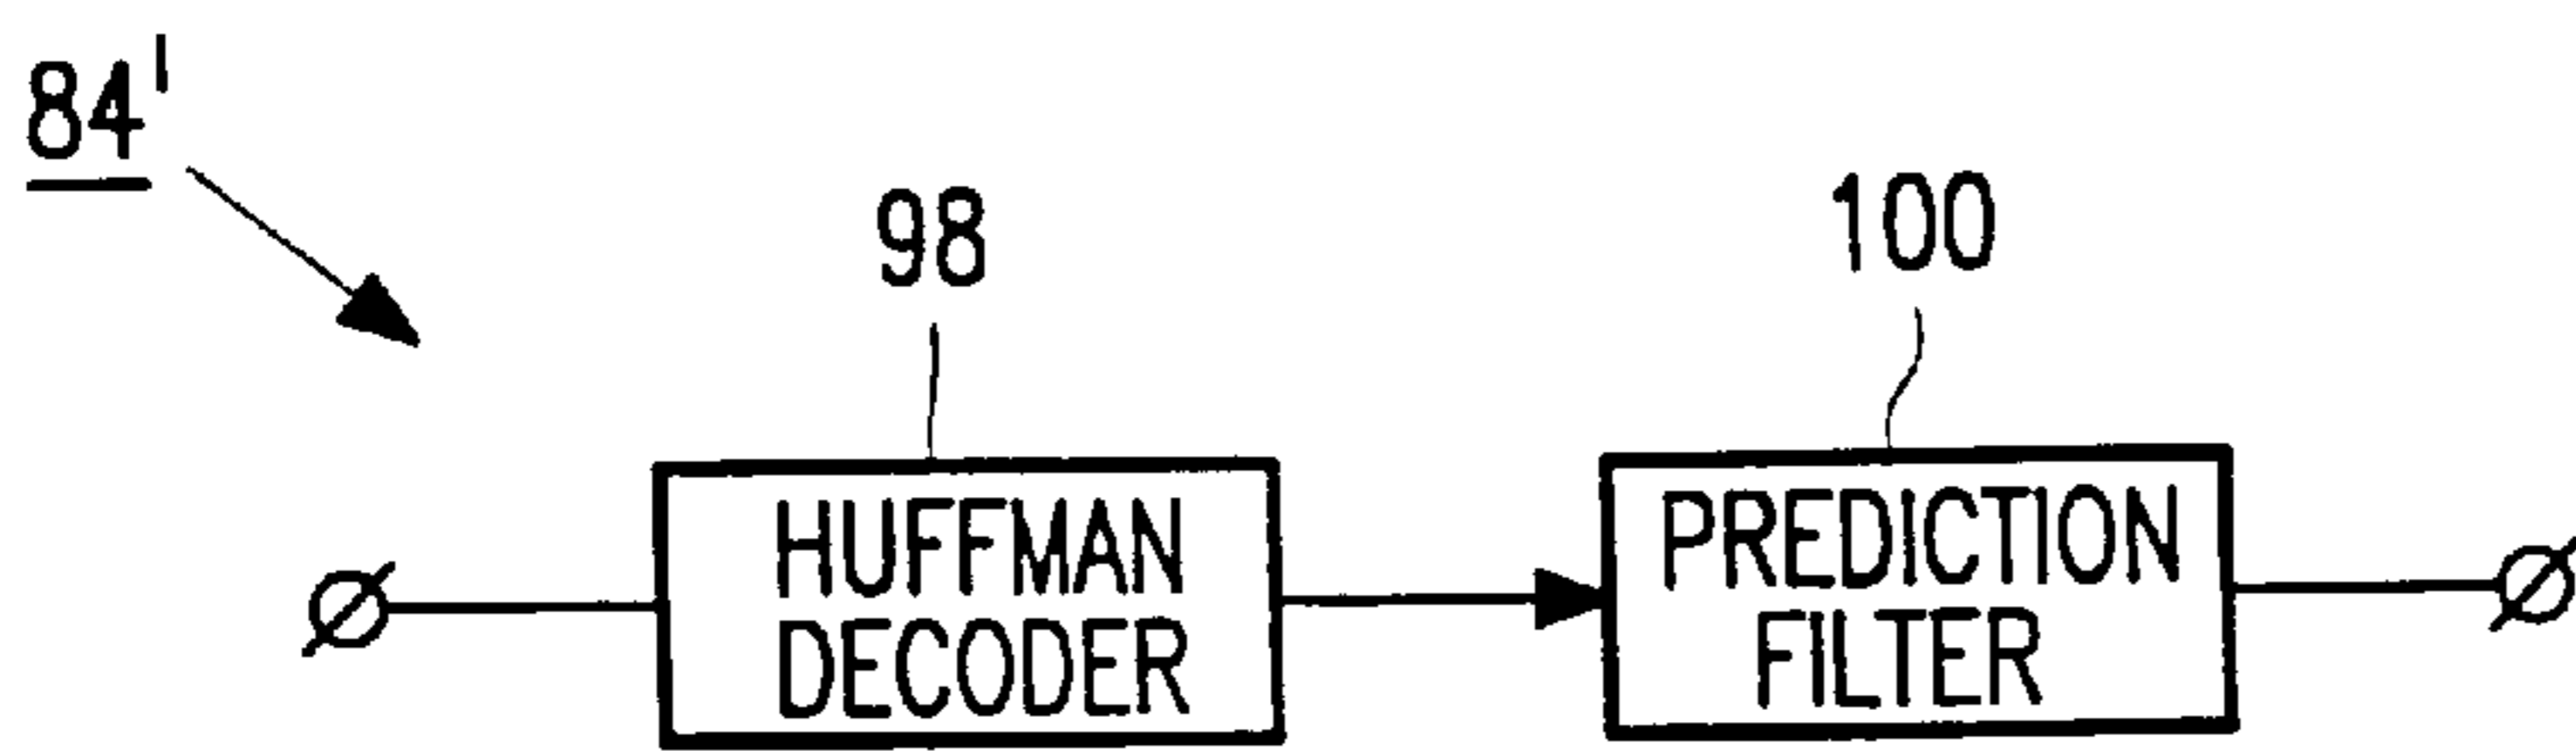 84'
98
100
HUFFMAN
DECODER
PREDICTION
FILTER